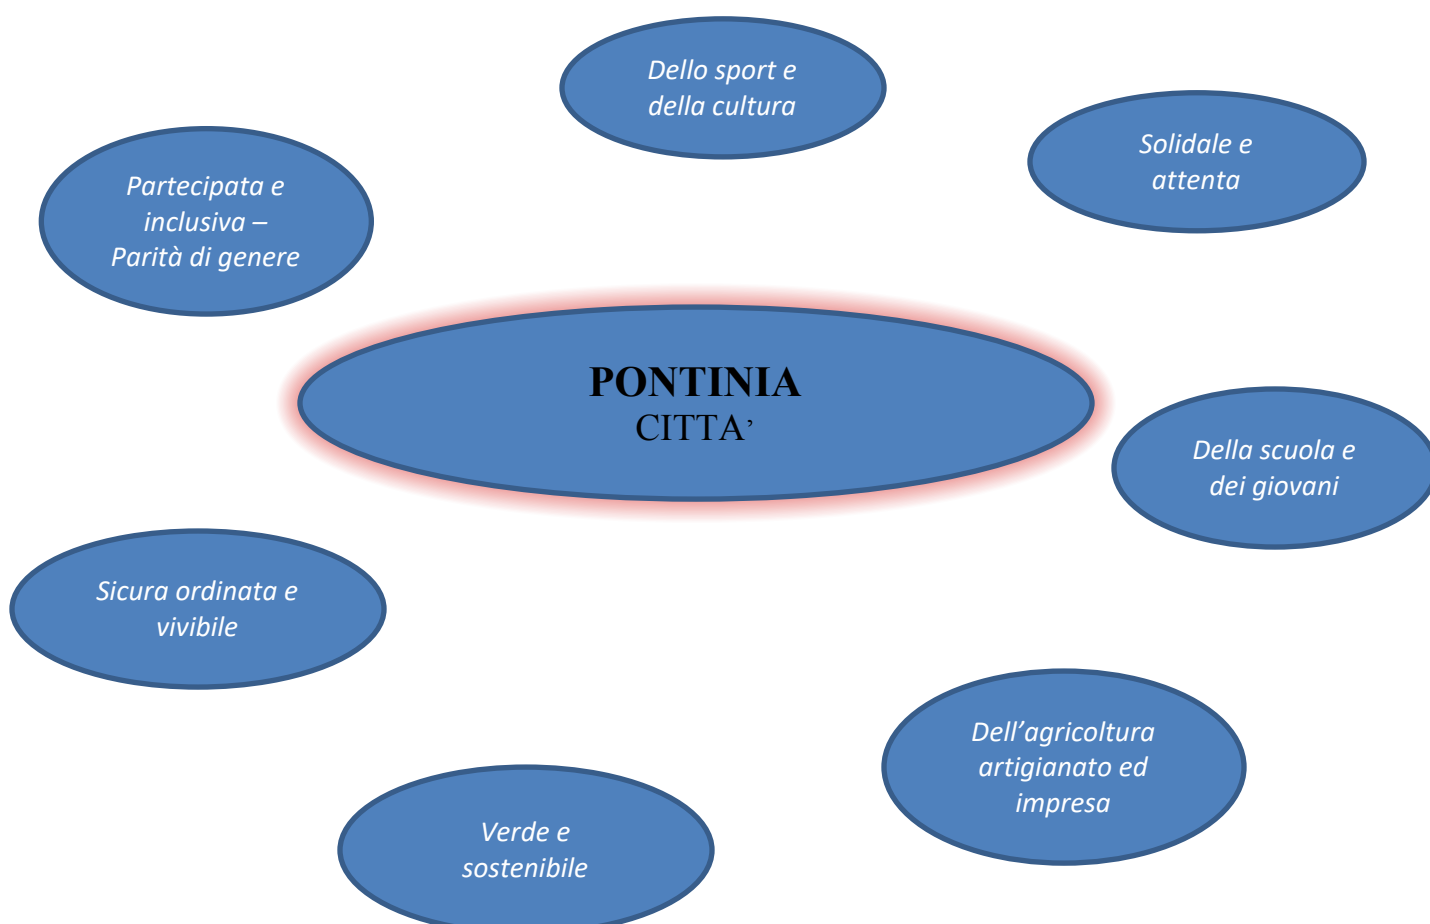 Dello sport e
della cultura
Solidale e
attenta
Partecipata e
inclusiva –
Parità di genere
PONTINIA
CITTA’
Della scuola e
dei giovani
Sicura ordinata e
vivibile
Dell’agricoltura
artigianato ed
impresa
Verde e
sostenibile